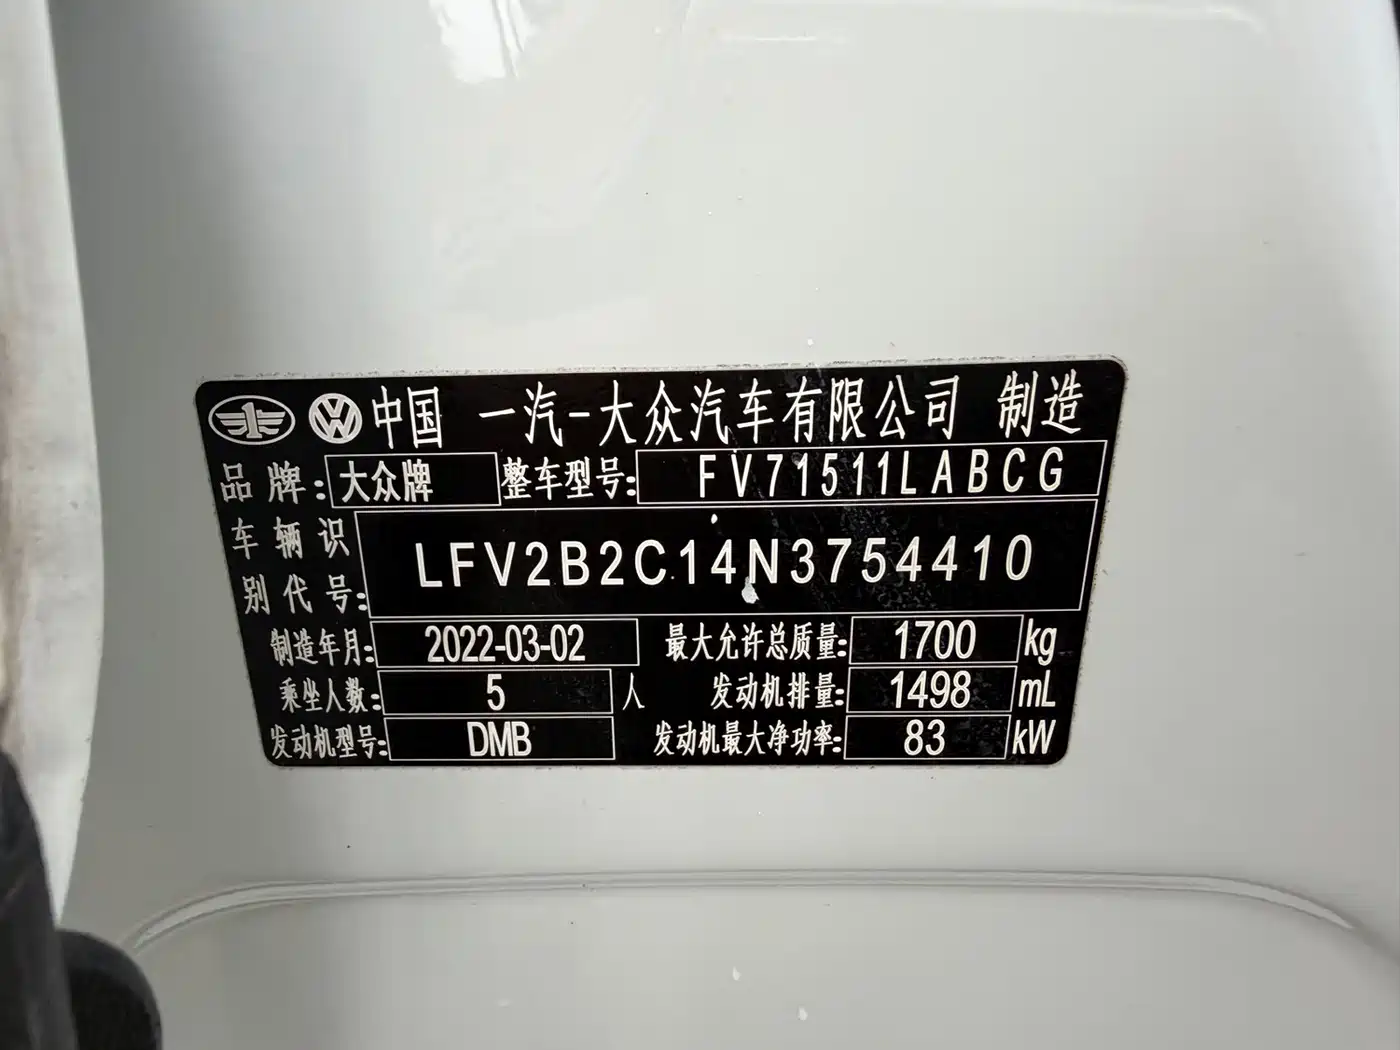 中国 一汽-大众汽车有限公司 制造
品牌: 大众牌 整车型号: FV71511LABCG
车辆识别代号: LFV2B2C14N3754410
制造年月: 2022-03-02 最大允许总质量: 1700 kg
乘坐人数: 5 人 发动机排量: 1498 mL
发动机型号: DMB 发动机最大净功率: 83 kW